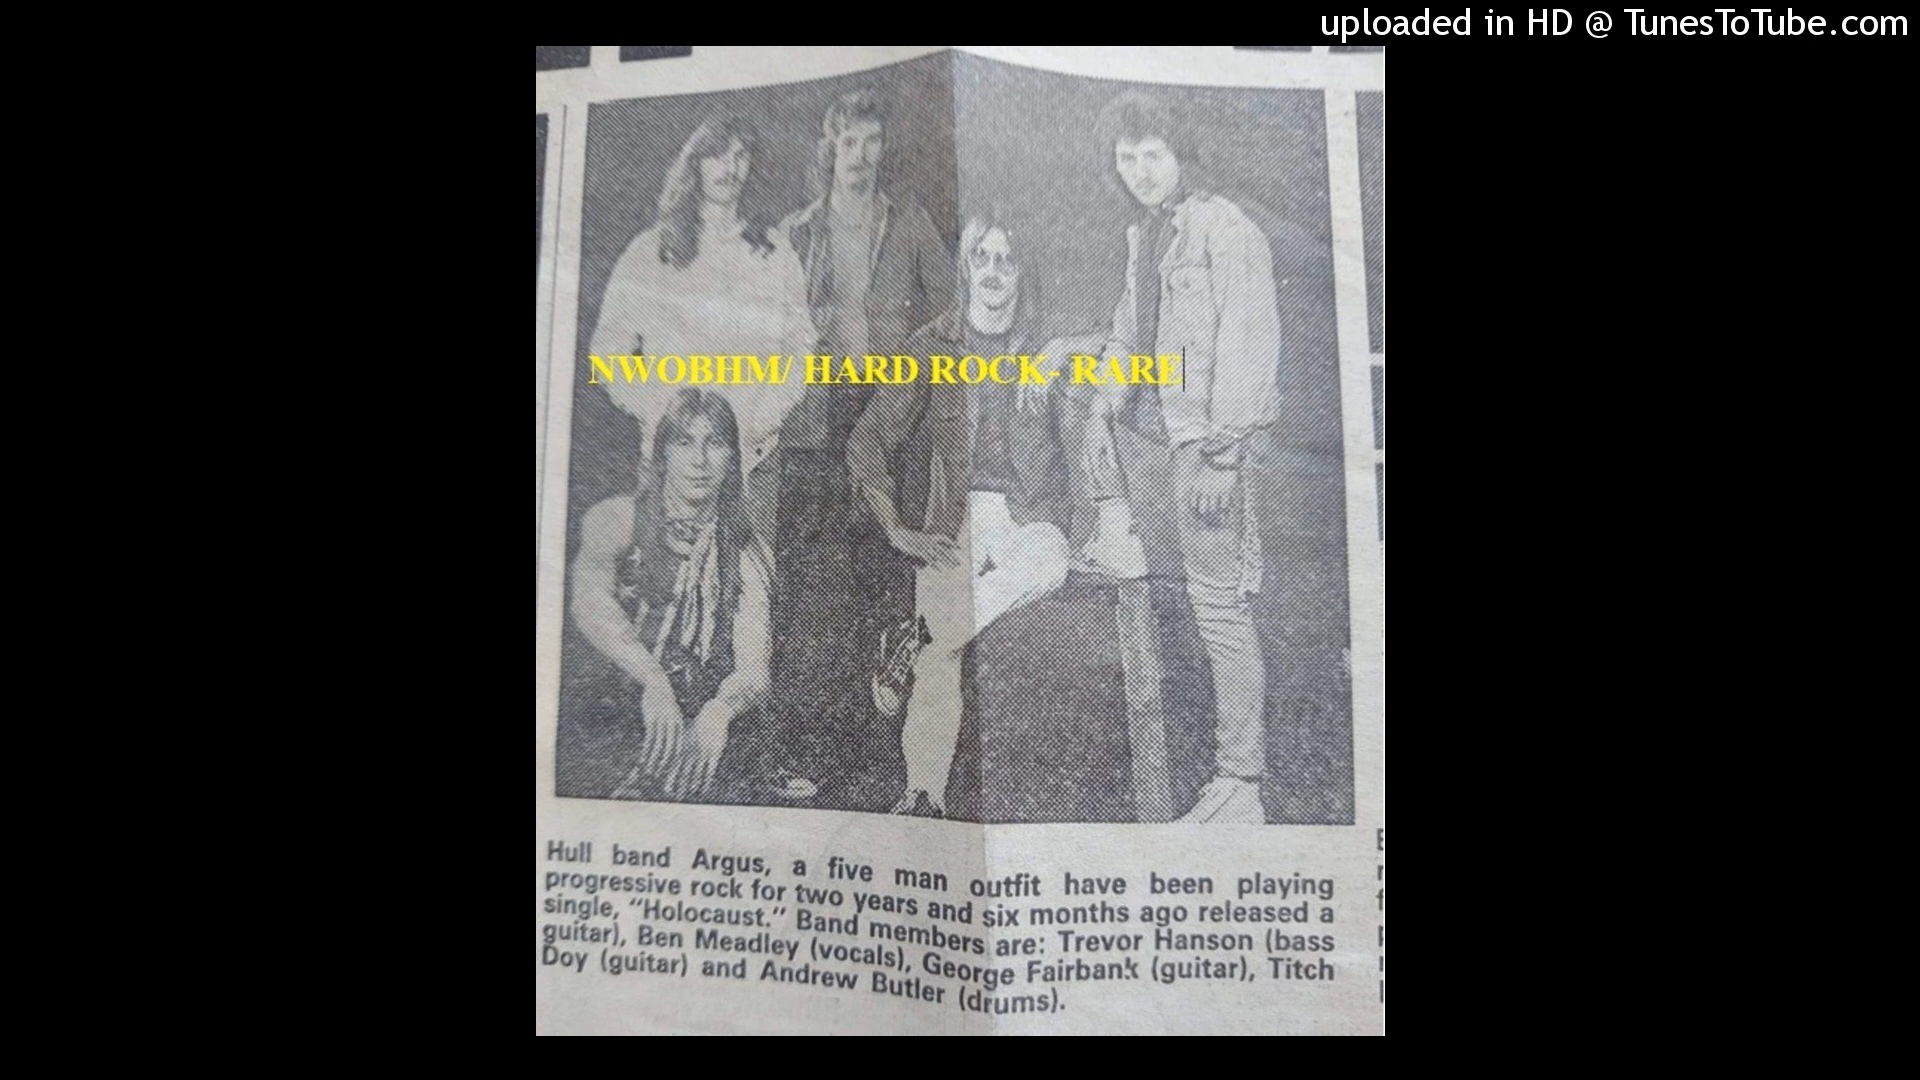 uploaded in HD @ TunesToTube.com
NWOBHM/ HARD ROCK- RARE
Hull band Argus, a five man outfit have been playing
progressive rock for two years and six months ago released a
single, "Holocaust." Band members are: Trevor Hanson (bass
guitar), Ben Meadley (vocals), George Fairbank (guitar), Titch
Doy (guitar) and Andrew Butler (drums).